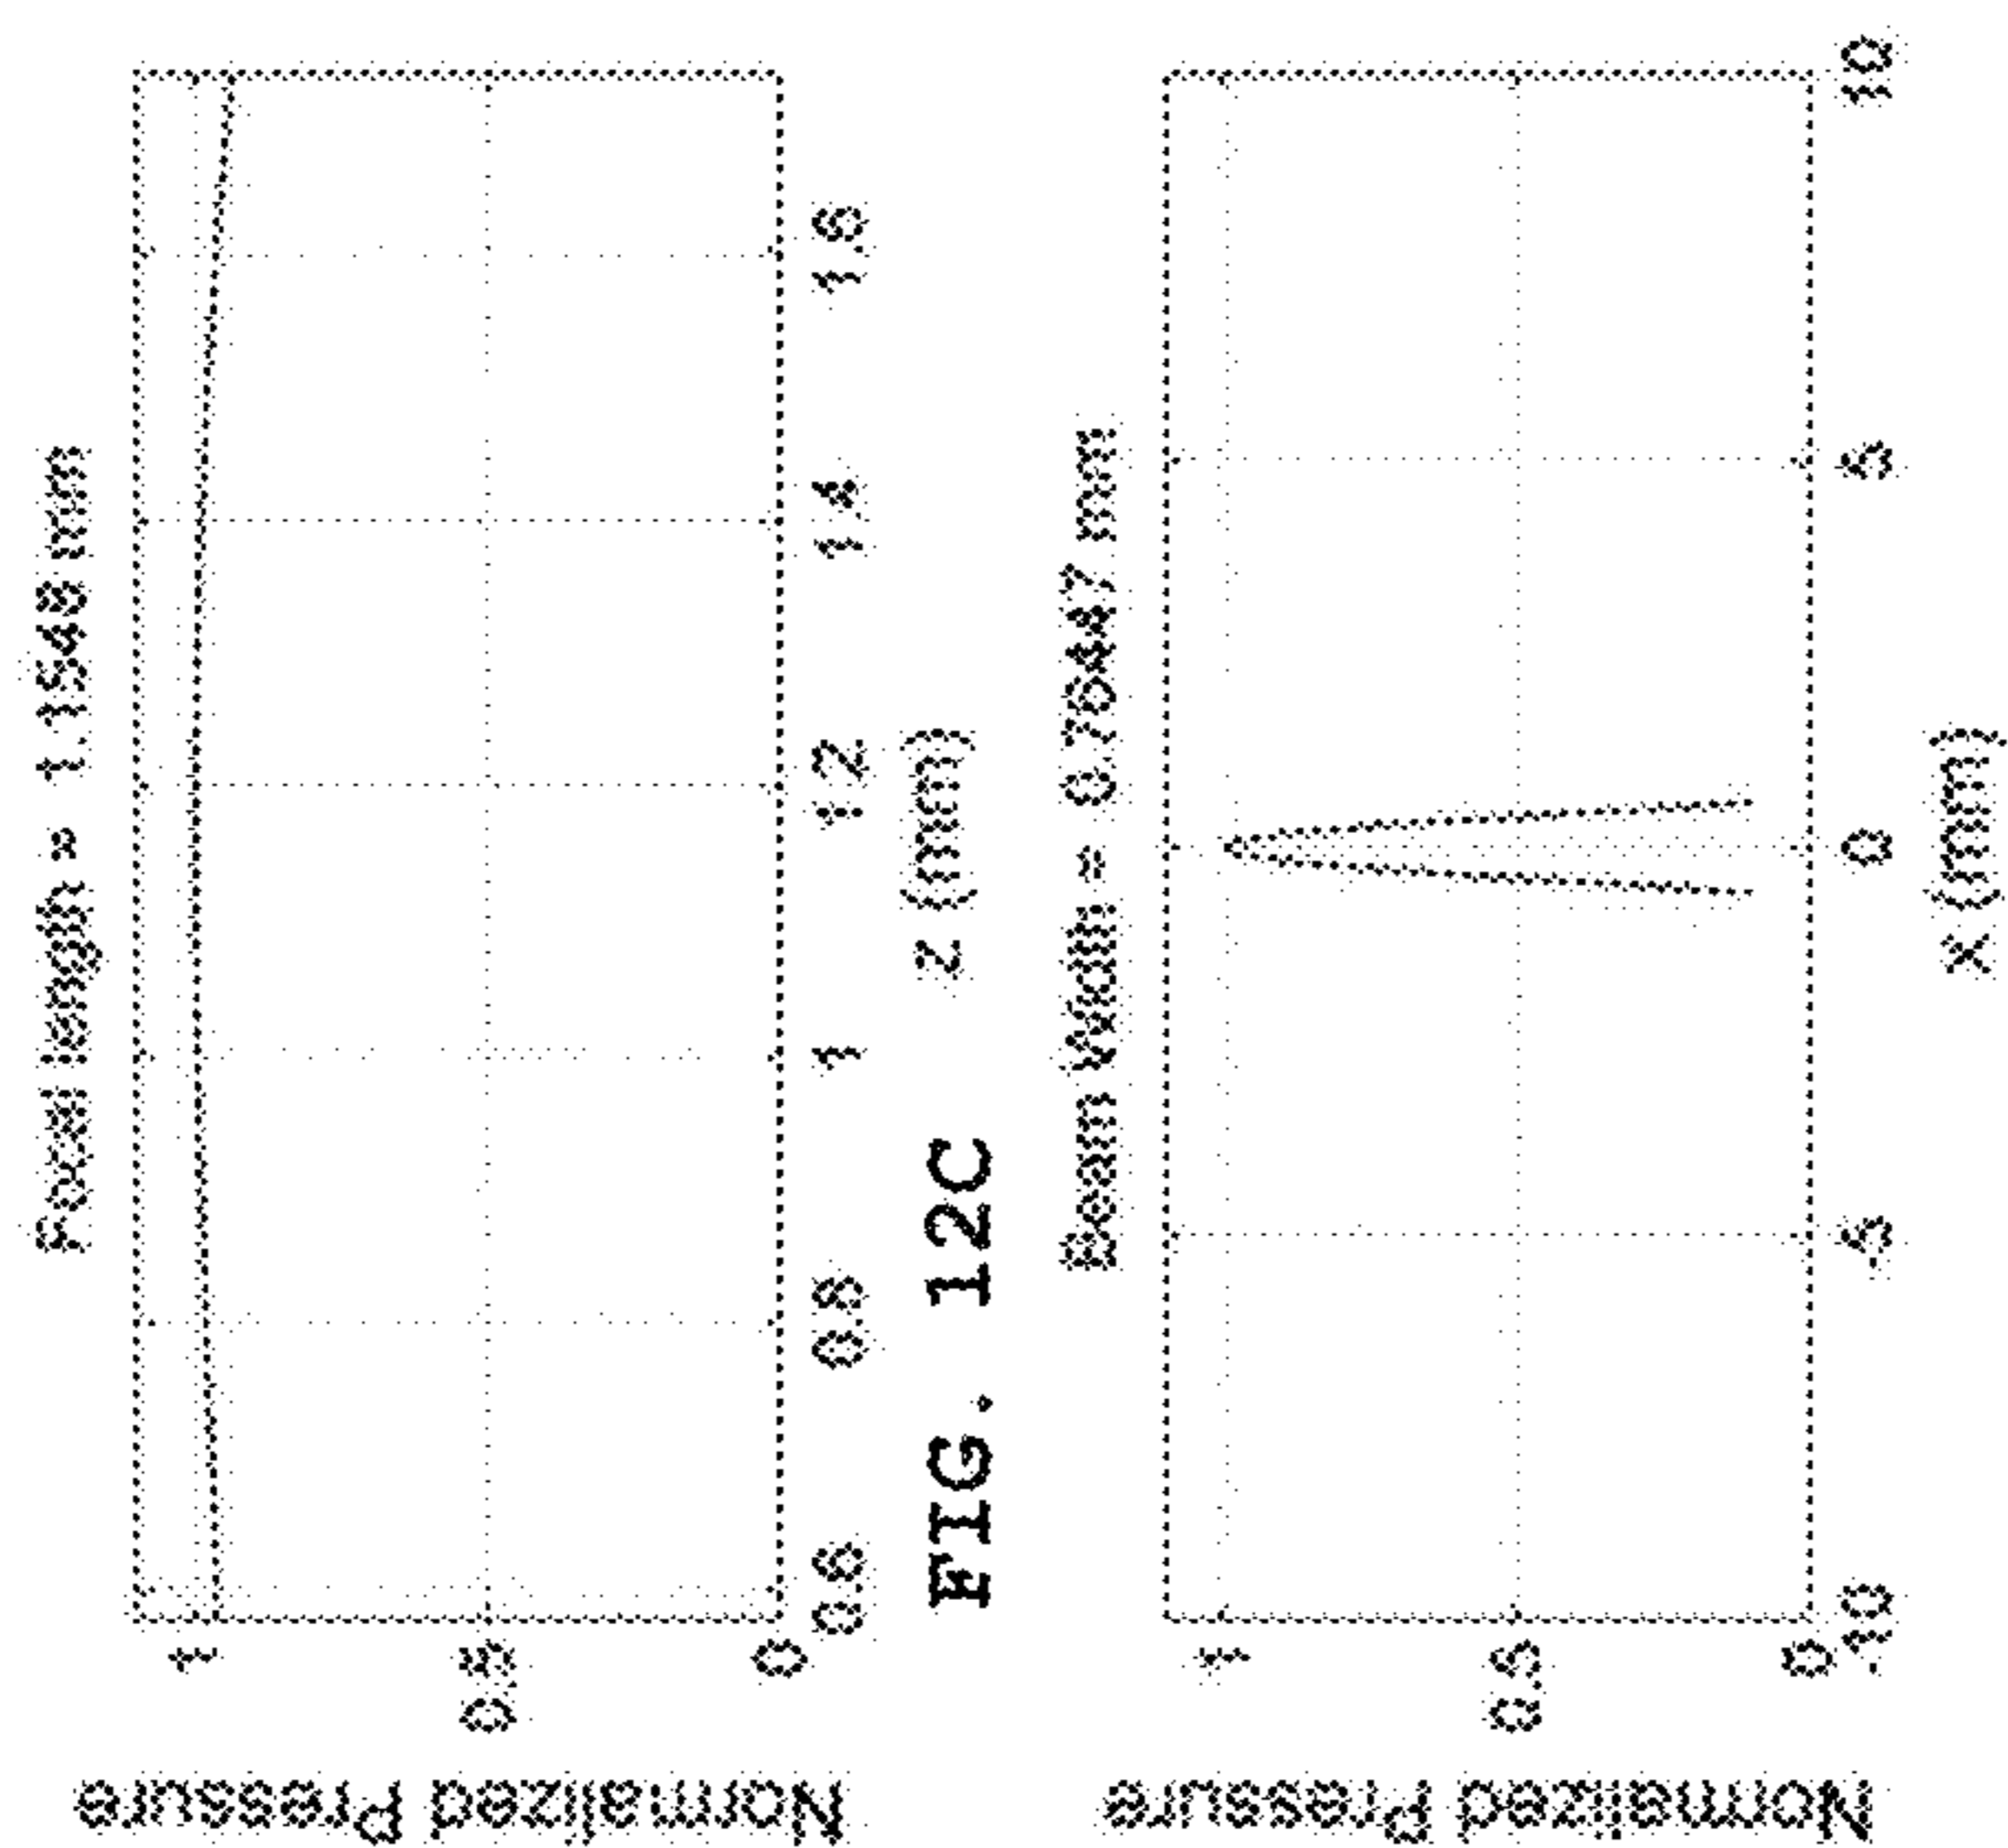 Focal length = 1.1548 mm
Normalized Pressure
1
0.5
0
0.6 0.8 1 1.2 1.4 1.6
Z (mm)
FIG. 12C
Beam Width =
mm
Normalized Pressure
1
0.5
0
-10 -5 0 5 10
X (mm)